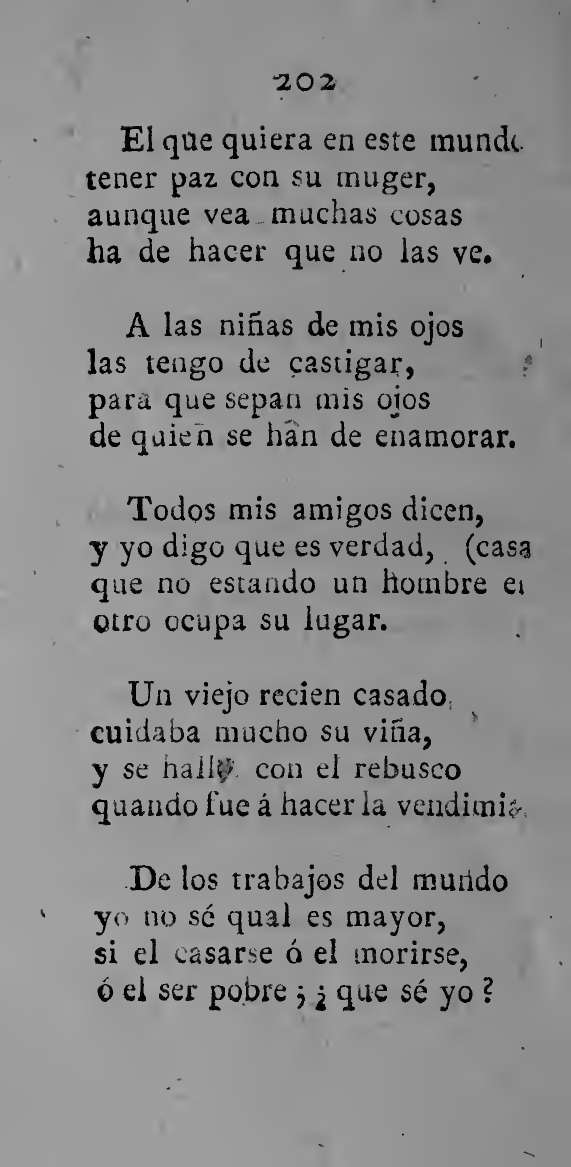 202
El que quiera en este mundo
tener paz con su muger,
aunque vea muchas cosas
ha de hacer que no las ve.
A las niñas de mis ojos
las tengo de castigar,
para que sepan mis ojos
de quien se han de enamorar.
Todos mis amigos dicen,
y yo digo que es verdad, (casa
que no estando un hombre en
otro ocupa su lugar.
Un viejo recien casado,
cuidaba mucho su viña,
y se halló con el rebusco
quando fue á hacer la vendimia.
De los trabajos del mundo
yo no sé qual es mayor,
si el casarse ó el morirse,
ó el ser pobre ; ¿ que sé yo ?